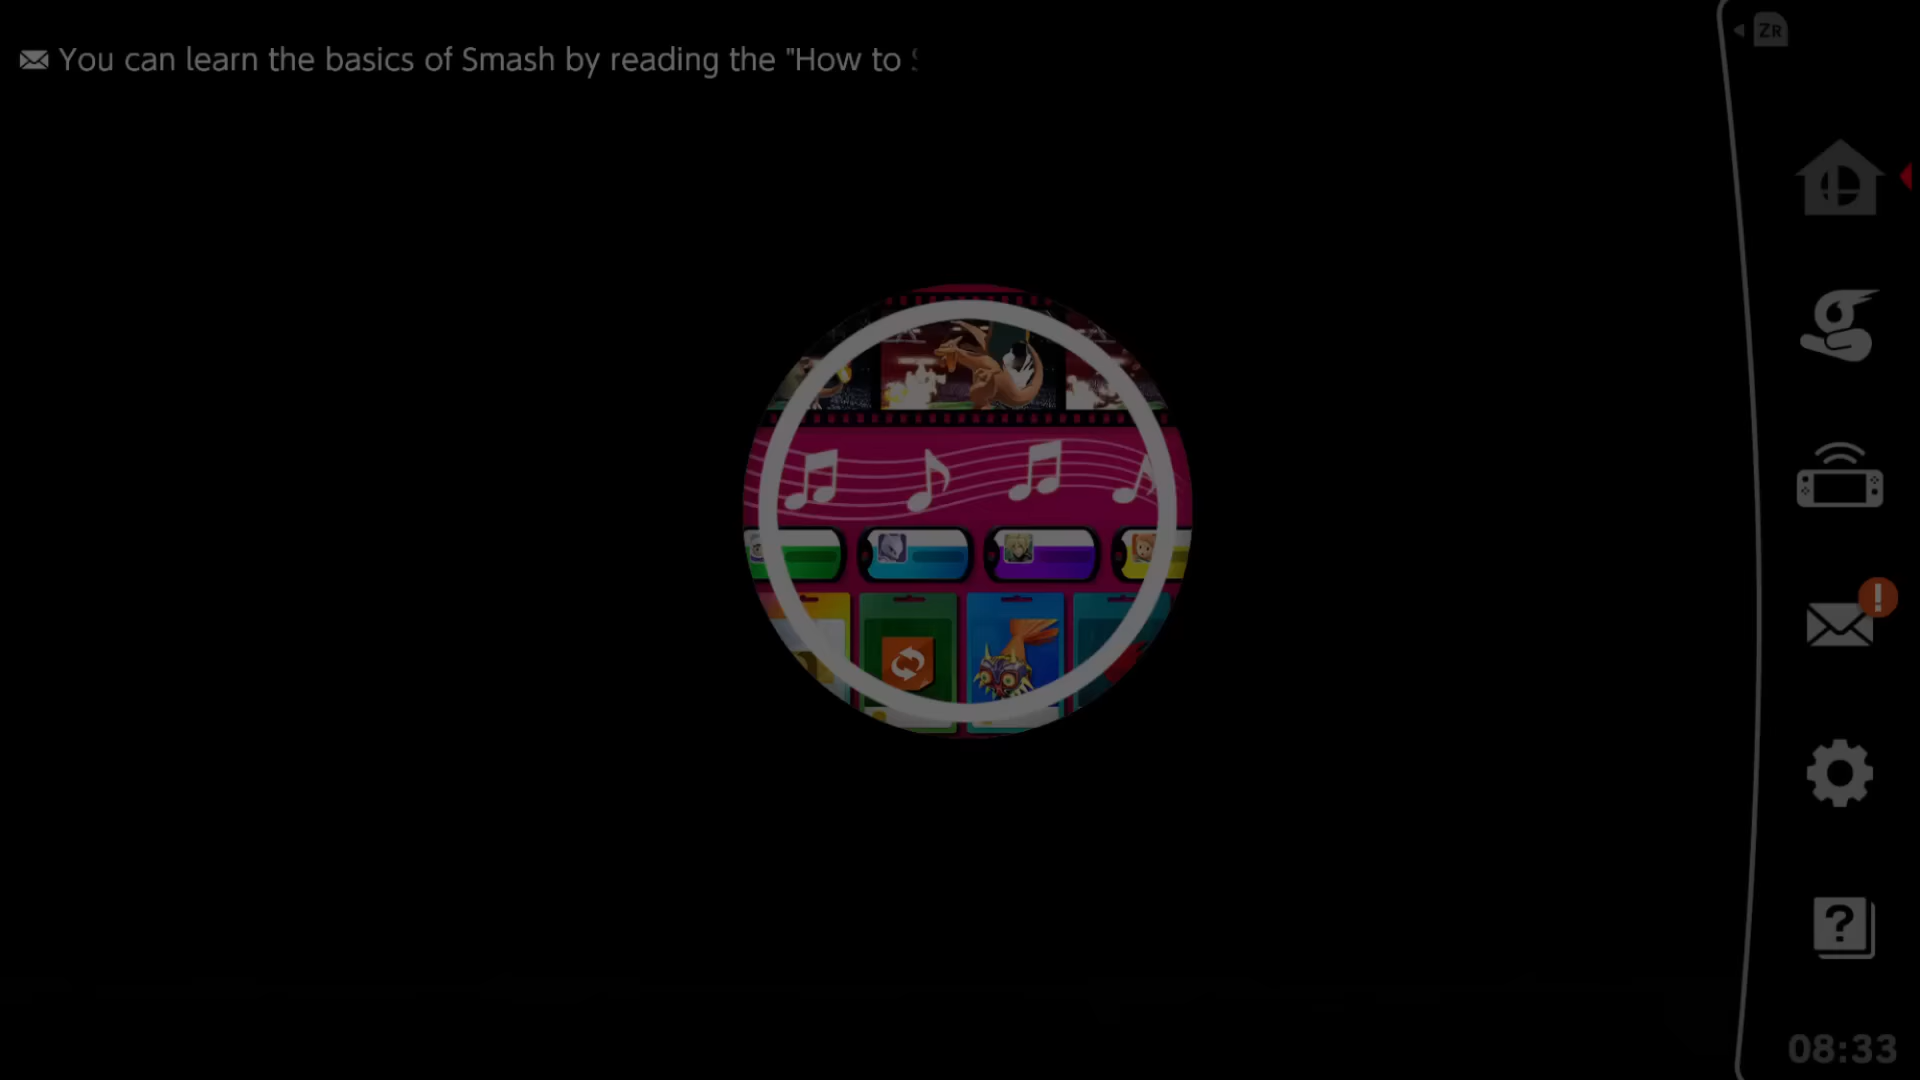 You can learn the basics of Smash by reading the "How to
ZR
!
?
08:33